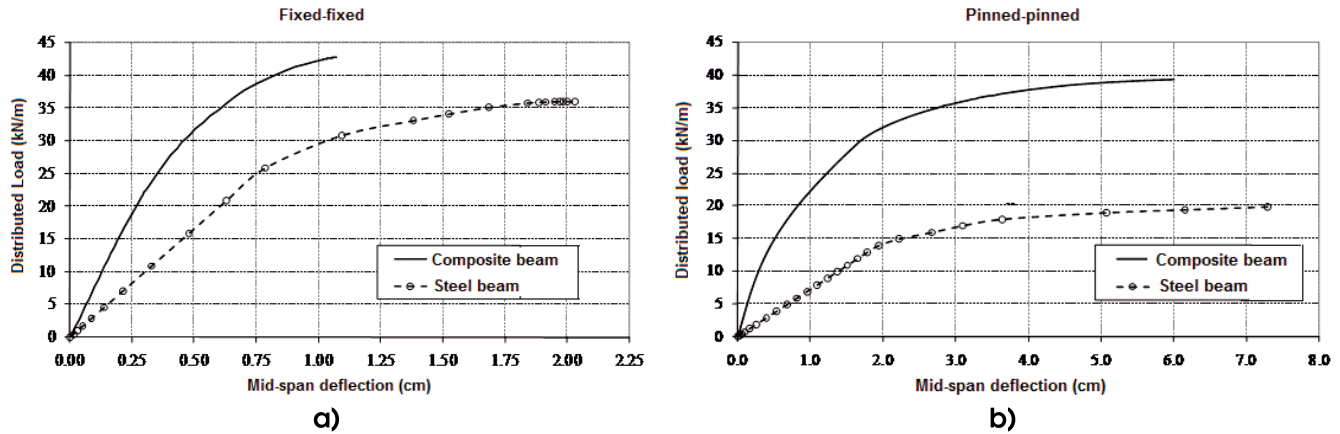 Fixed-fixed
45
40
35
30
25
20
15
10
5
0
Distributed Load (kN/m)
Composite beam
Steel beam
0.00 0.25 0.50 0.75 1.00 1.25 1.50 1.75 2.00 2.25
Mid-span deflection (cm)
a)
Pinned-pinned
45
40
35
30
25
20
15
10
5
0
Distributed load (kN/m)
Composite beam
Steel beam
0.0 1.0 2.0 3.0 4.0 5.0 6.0 7.0 8.0
Mid-span deflection (cm)
b)